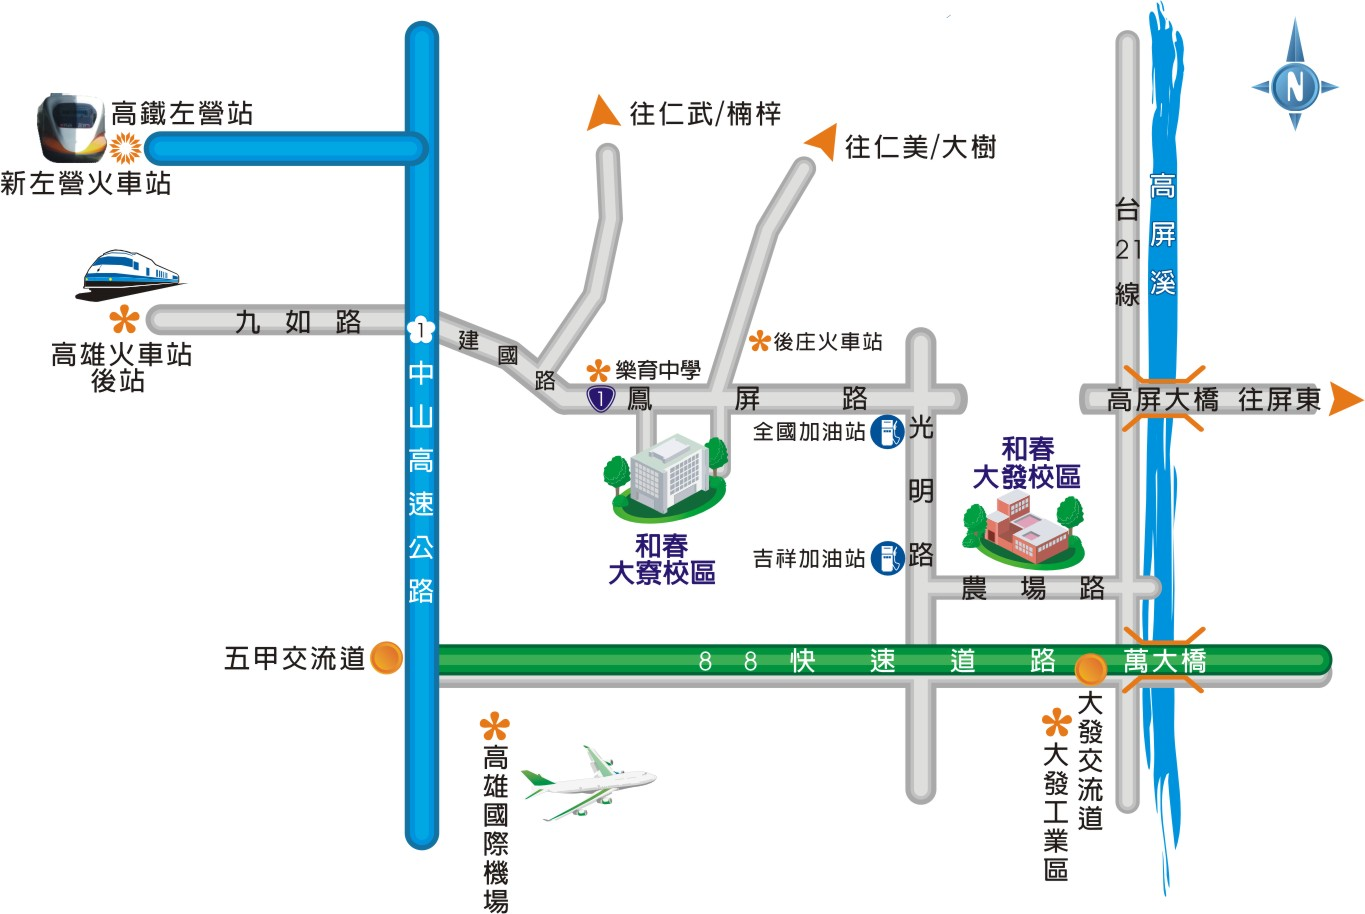 N
高鐵左營站
新左營火車站
往仁武/楠梓
往仁美/大樹
台21線
高屏溪
九如路
高雄火車站
後站
1
中山高速公路
建國路
後庄火車站
樂育中學
1
鳳屏路
高屏大橋
往屏東
全國加油站
光明路
和春
大發校區
和春
大寮校區
吉祥加油站
農場路
五甲交流道
88快速道路
萬大橋
大發交流道
大發工業區
高雄國際機場